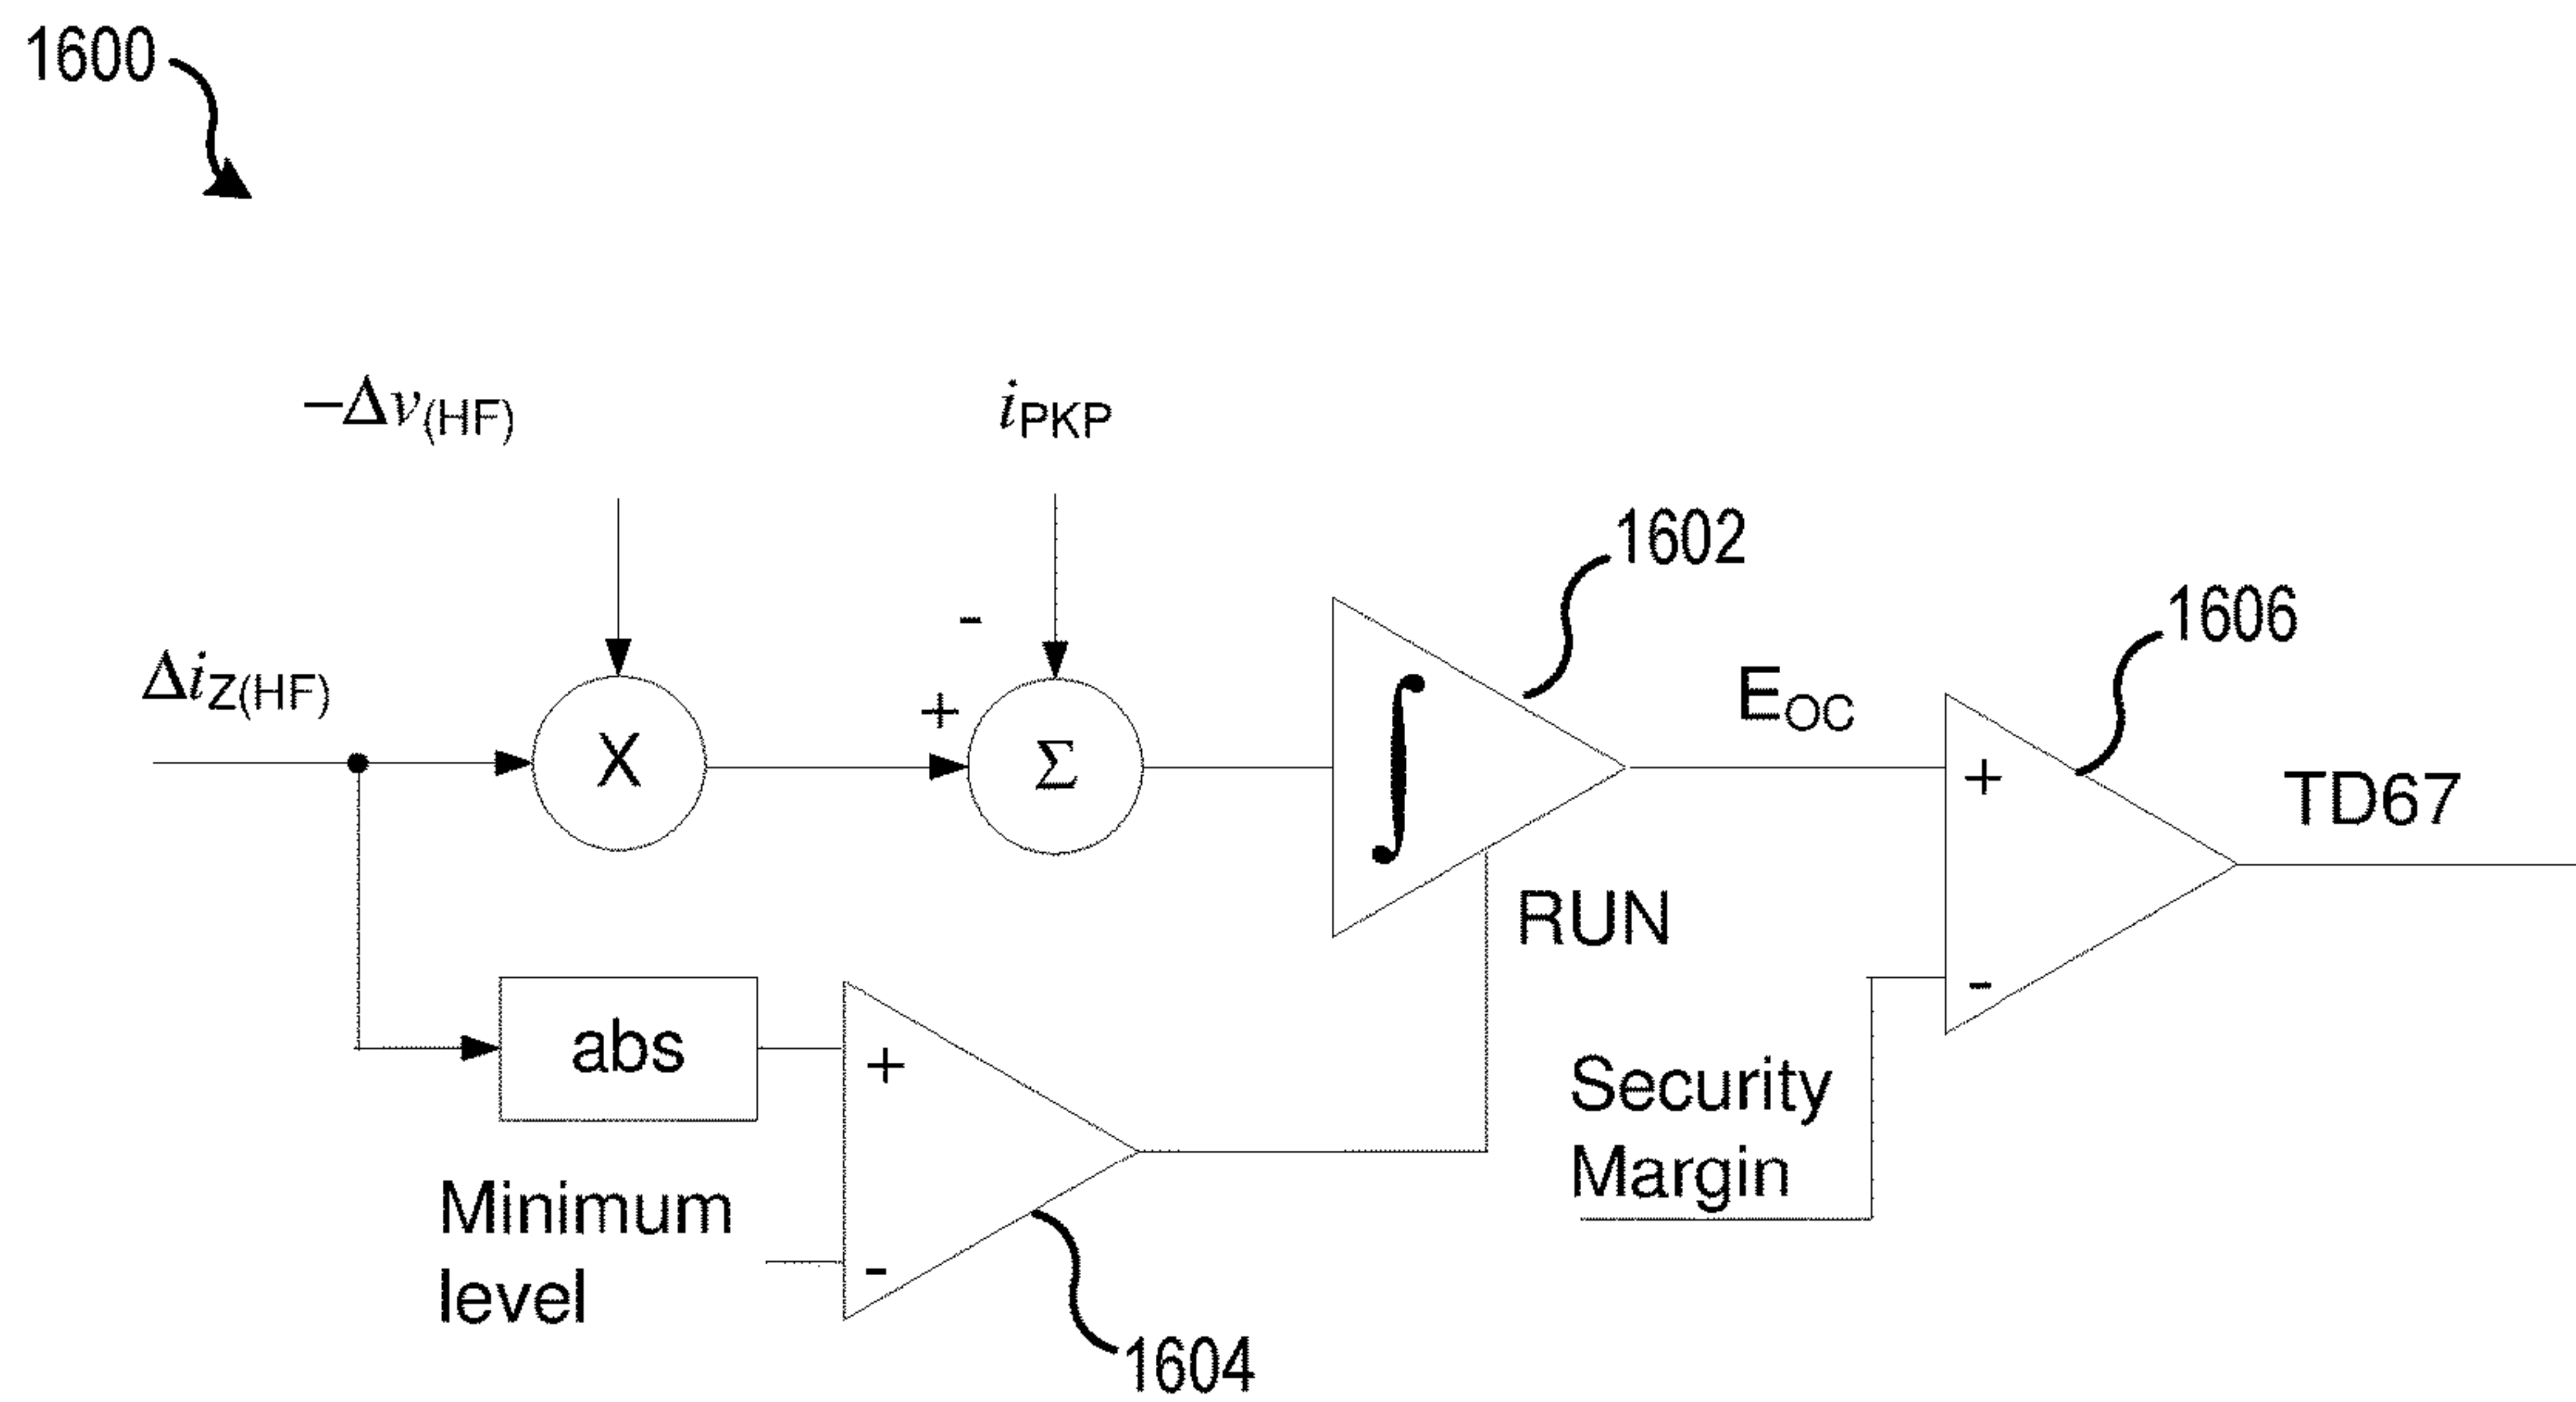 1600
−Δv(HF)
iPKP
1602
1606
ΔiZ(HF)
-
+
X
Σ
∫
EOC
+
TD67
RUN
-
abs
+
Security
Margin
Minimum
level
-
1604